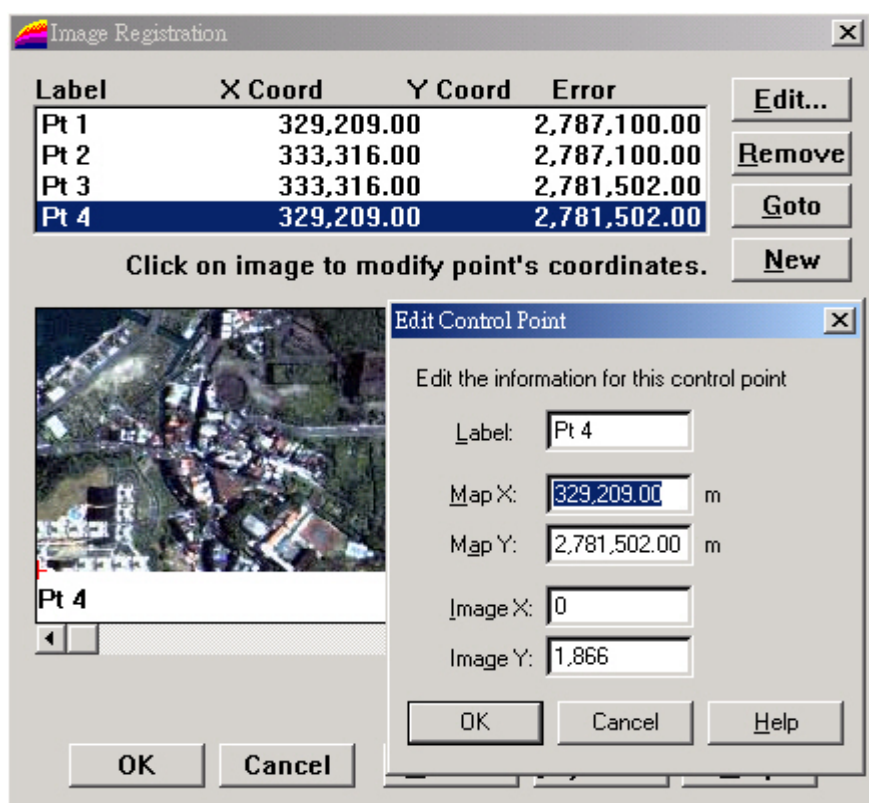 Image Registration
Label X Coord Y Coord Error
Pt 1 329,209.00 2,787,100.00
Pt 2 333,316.00 2,787,100.00
Pt 3 333,316.00 2,781,502.00
Pt 4 329,209.00 2,781,502.00
Edit...
Remove
Goto
New
Click on image to modify point's coordinates.
Pt 4
Edit Control Point
Edit the information for this control point
Label: Pt 4
Map X: 329,209.00 m
Map Y: 2,781,502.00 m
Image X: 0
Image Y: 1,866
OK Cancel Help
OK Cancel